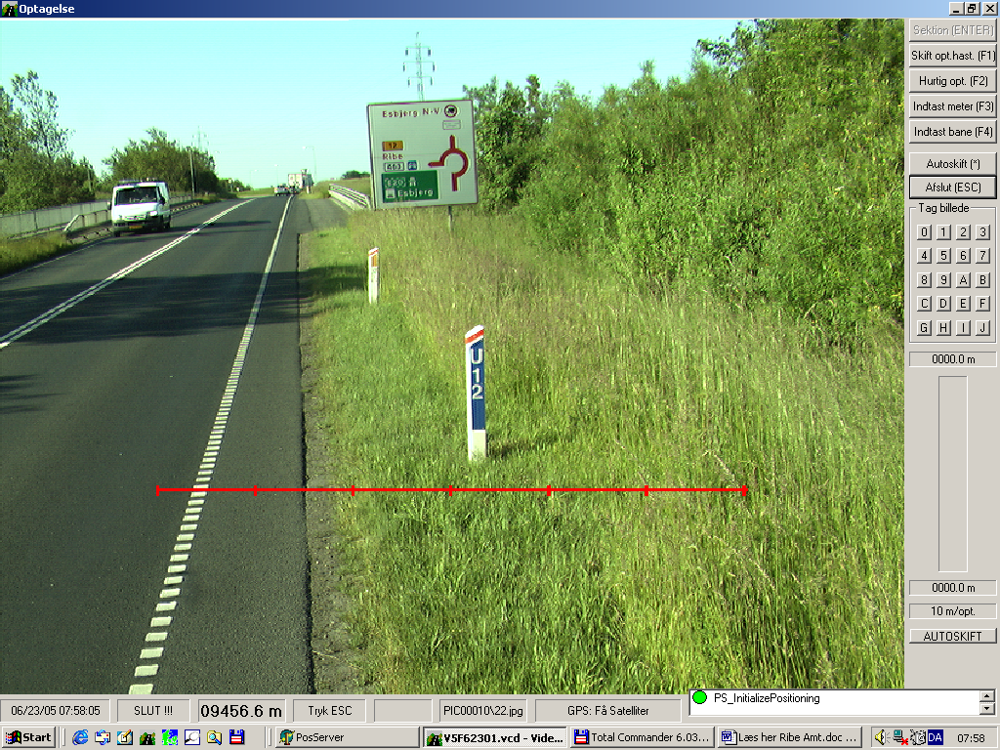 Optagelse
Sektion (ENTER)
Skift opt.hast. (F1)
Hurtig opt. (F2)
Indtast meter (F3)
Indtast bane (F4)
Autoskift (*)
Afslut (ESC)
Tag billede
0 1 2 3
4 5 6 7
8 9 A B
C D E F
G H I J
0000.0 m
0000.0 m
10 m/opt.
AUTOSKIFT
Esbjerg N-V
12
Ribe
E20
Esbjerg
U12
06/23/05 07:58:05
SLUT !!!
09456.6 m
Tryk ESC
PIC00010\22.jpg
GPS: Få Satelliter
PS_InitializePositioning
Start
PosServer
V5F62301.vcd - Vide...
Total Commander 6.03...
Læs her Ribe Amt.doc ...
DA
07:58